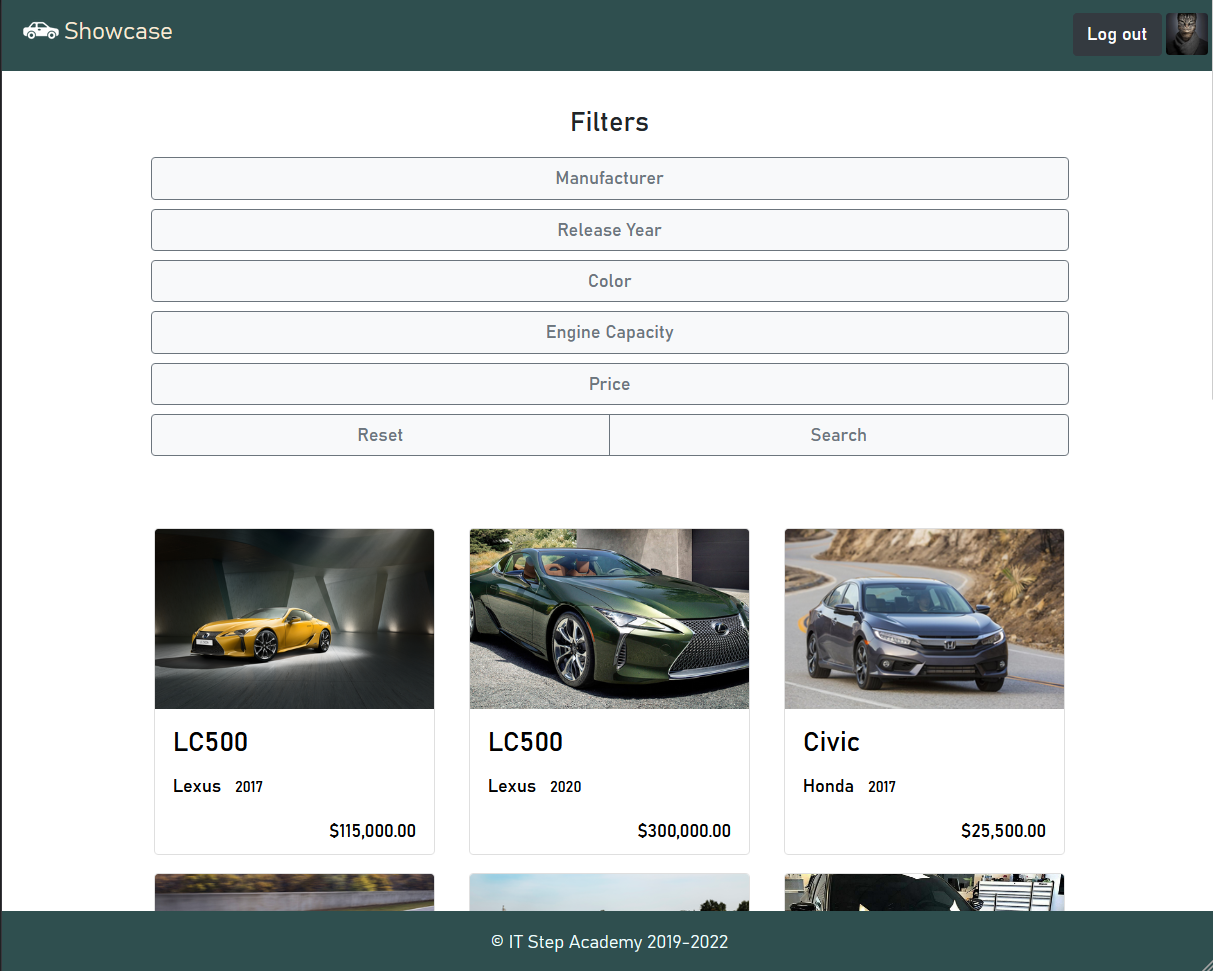 Showcase
Log out
Filters
Manufacturer
Release Year
Color
Engine Capacity
Price
Reset Search
LC500 LC500 Civic
Lexus 2017 Lexus 2020 Honda 2017
$115,000.00 $300,000.00 $25,500.00
© IT Step Academy 2019-2022